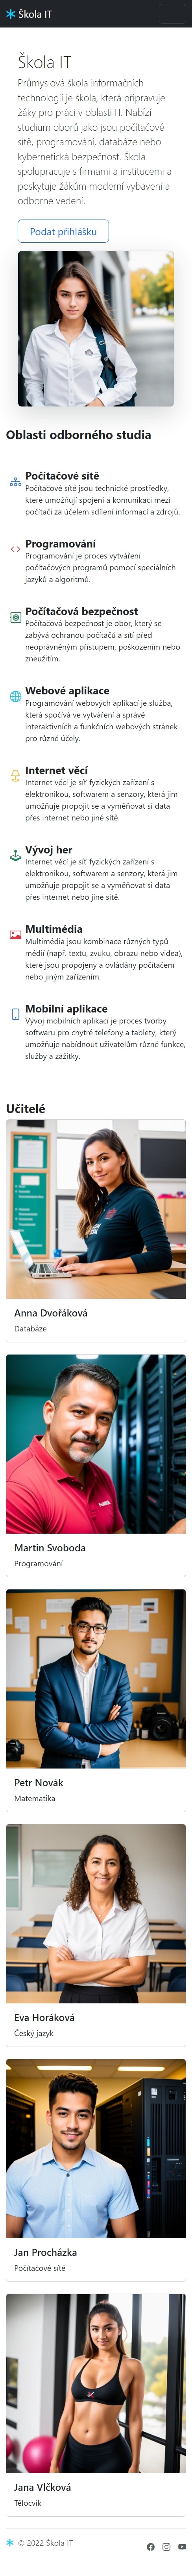 Škola IT
Škola IT
Průmyslová škola informačních
technologií je škola, která připravuje
žáky pro práci v oblasti IT. Nabízí
studium oborů jako jsou počítačové
sítě, programování, databáze nebo
kybernetická bezpečnost. Škola
spolupracuje s firmami a institucemi a
poskytuje žákům moderní vybavení a
odborné vedení.
Podat přihlášku
Oblasti odborného studia
Počítačové sítě
Počítačové sítě jsou technické prostředky,
které umožňují spojení a komunikaci mezi
počítači za účelem sdílení informací a zdrojů.
Programování
Programování je proces vytváření
počítačových programů pomocí speciálních
jazyků a algoritmů.
Počítačová bezpečnost
Počítačová bezpečnost je obor, který se
zabývá ochranou počítačů a sítí před
neoprávněným přístupem, poškozením nebo
zneužitím.
Webové aplikace
Programování webových aplikací je služba,
která spočívá ve vytváření a správě
interaktivních a funkčních webových stránek
pro různé účely.
Internet věcí
Internet věcí je síť fyzických zařízení s
elektronikou, softwarem a senzory, která jim
umožňuje propojit se a vyměňovat si data
přes internet nebo jiné sítě.
Vývoj her
Internet věcí je síť fyzických zařízení s
elektronikou, softwarem a senzory, která jim
umožňuje propojit se a vyměňovat si data
přes internet nebo jiné sítě.
Multimédia
Multimédia jsou kombinace různých typů
médií (např. textu, zvuku, obrazu nebo videa),
které jsou propojeny a ovládány počítačem
nebo jiným zařízením.
Mobilní aplikace
Vývoj mobilních aplikací je proces tvorby
softwaru pro chytré telefony a tablety, který
umožňuje nabídnout uživatelům různé funkce,
služby a zážitky.
Učitelé
Anna Dvořáková
Databáze
Martin Svoboda
Programování
Petr Novák
Matematika
Eva Horáková
Český jazyk
Jan Procházka
Počítačové sítě
Jana Vlčková
Tělocvik
© 2022 Škola IT